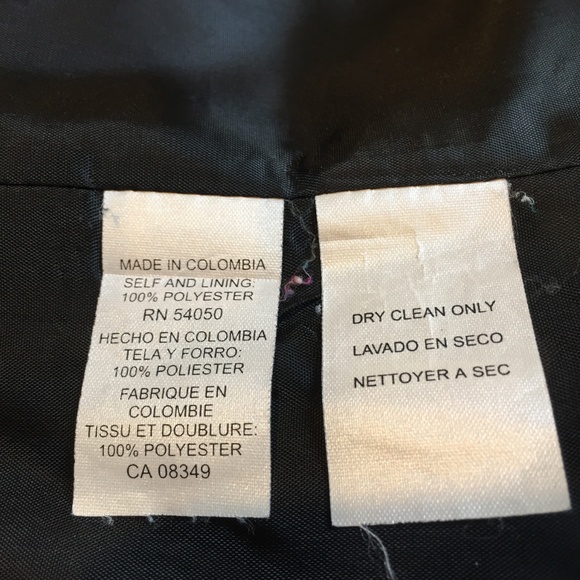 MADE IN COLOMBIA
SELF AND LINING:
100% POLYESTER
RN 54050
HECHO EN COLOMBIA
TELA Y FORRO:
100% POLIESTER
FABRIQUE EN
COLOMBIE
TISSU ET DOUBLURE:
100% POLYESTER
CA 08349
DRY CLEAN ONLY
LAVADO EN SECO
NETTOYER A SEC